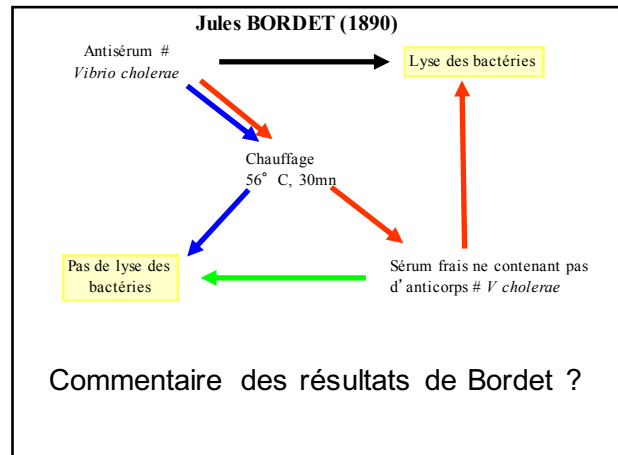 Jules BORDET (1890)
Antisérum #
Vibrio cholerae
Lyse des bactéries
Chauffage
56° C, 30mn
Pas de lyse des
bactéries
Sérum frais ne contenant pas
d'anticorps # V cholerae
Commentaire des résultats de Bordet ?